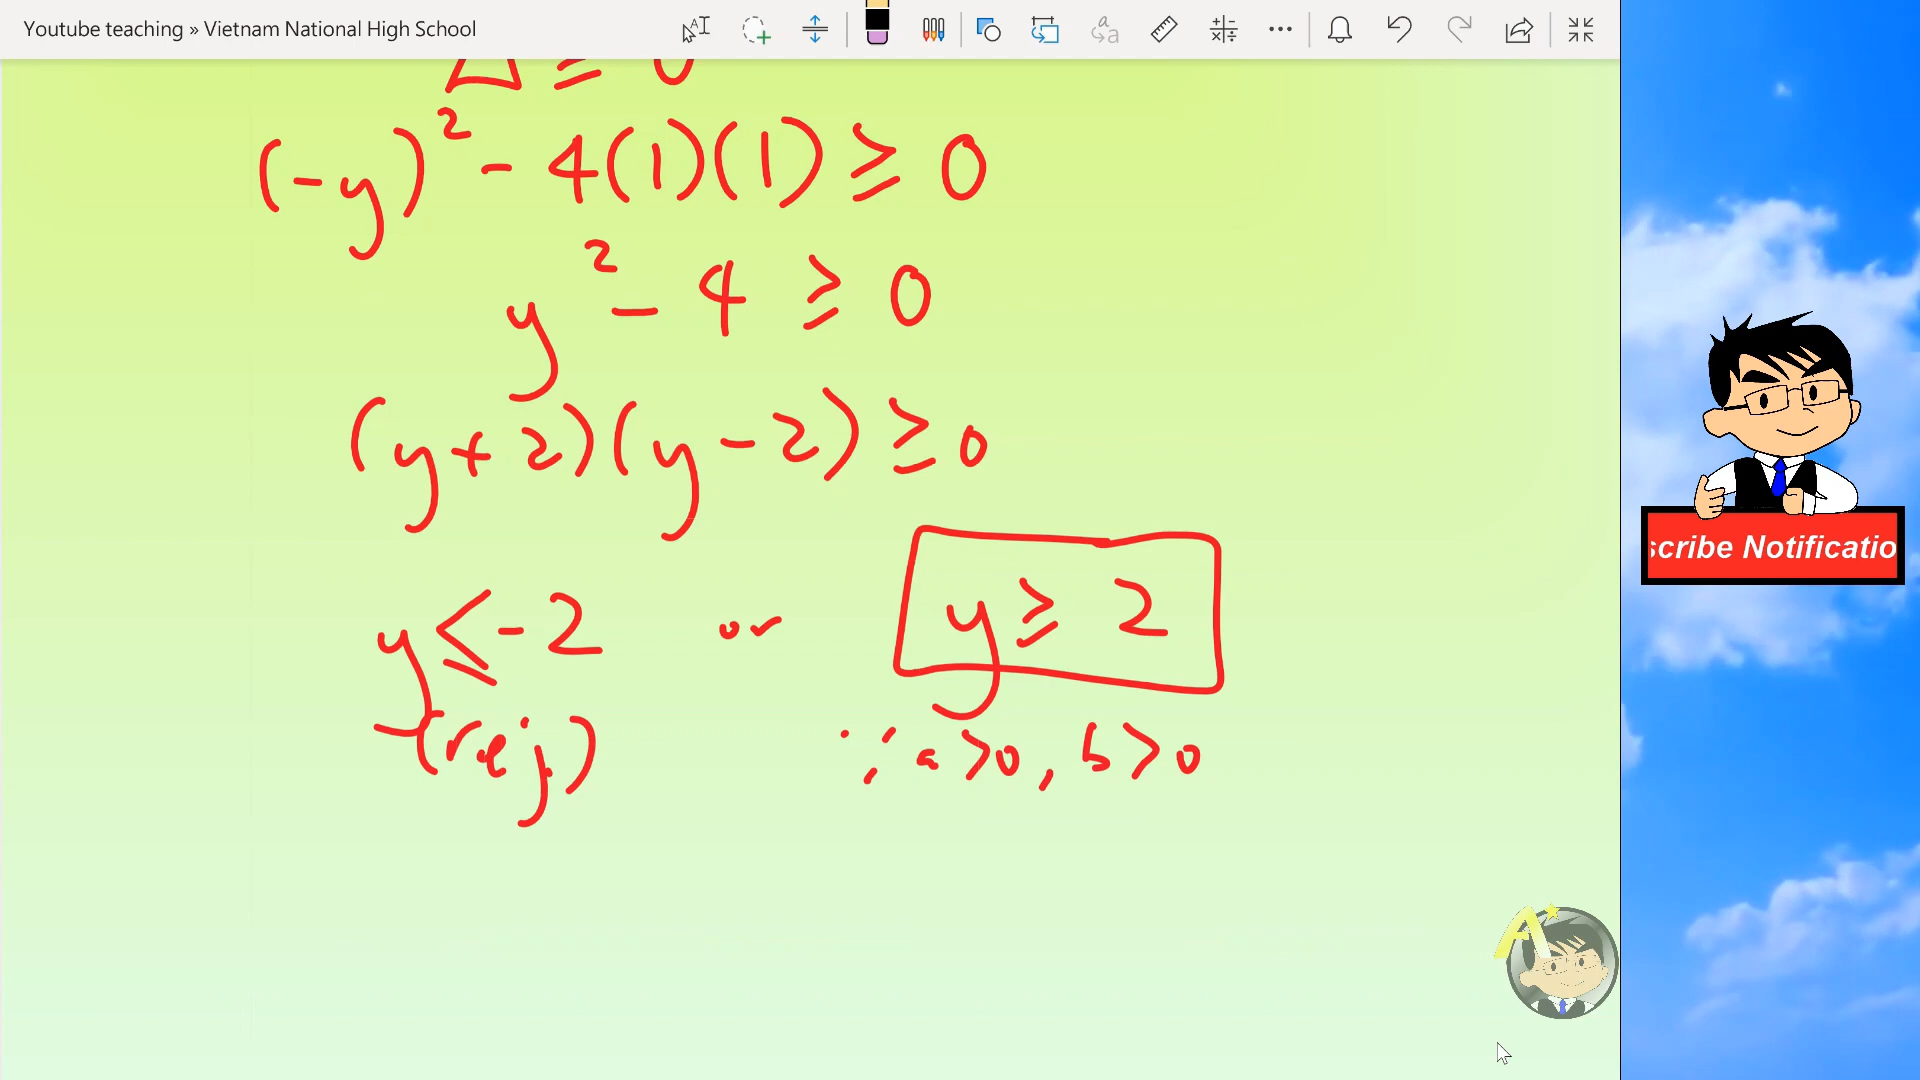 Youtube teaching » Vietnam National High School
Δ ≥ 0
(-y)² - 4(1)(1) ≥ 0
y² - 4 ≥ 0
(y+2)(y-2) ≥ 0
y ≤ -2 or y ≥ 2
(rej) ∵ a>0, b>0
scribe Notificatio
A